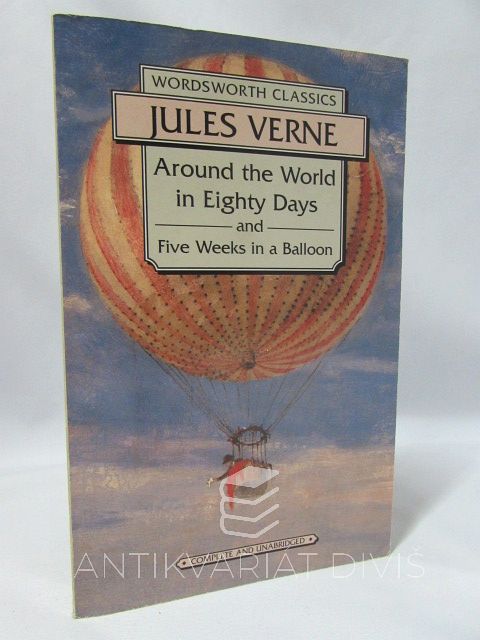 WORDSWORTH CLASSICS
JULES VERNE
Around the World
in Eighty Days
and
Five Weeks in a Balloon
COMPLETE AND UNABRIDGED
ANTIKVARIÁT DIVIŠ